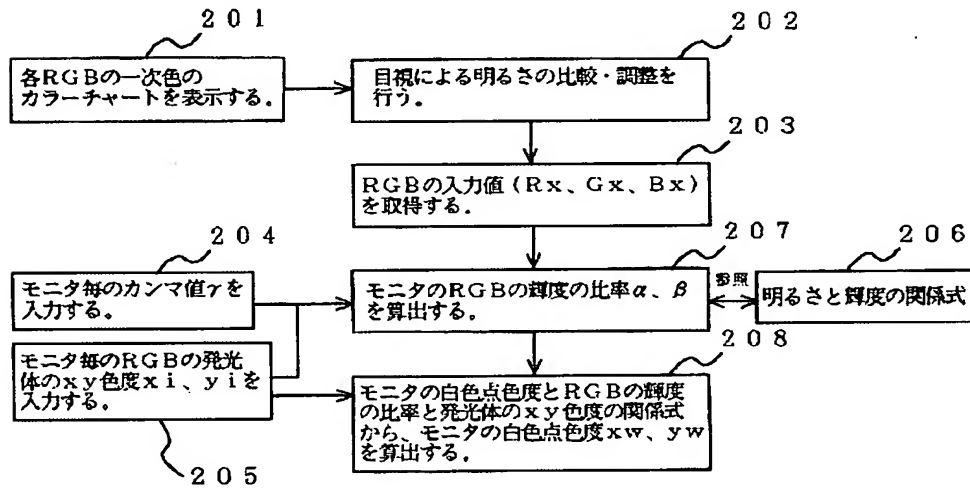 201
各RGBの一次色の
カラーチャートを表示する。
202
目視による明るさの比較・調整を
行う。
203
RGBの入力値(Rx、Gx、Bx)
を取得する。
204
モニタ毎のカンマ値γを
入力する。
207
モニタのRGBの輝度の比率α、β
を算出する。
参照
206
明るさと輝度の関係式
モニタ毎のRGBの発光
体のxy色度xi、yiを
入力する。
205
208
モニタの白色点色度とRGBの輝度
の比率と発光体のxy色度の関係式
から、モニタの白色点色度xw、yw
を算出する。